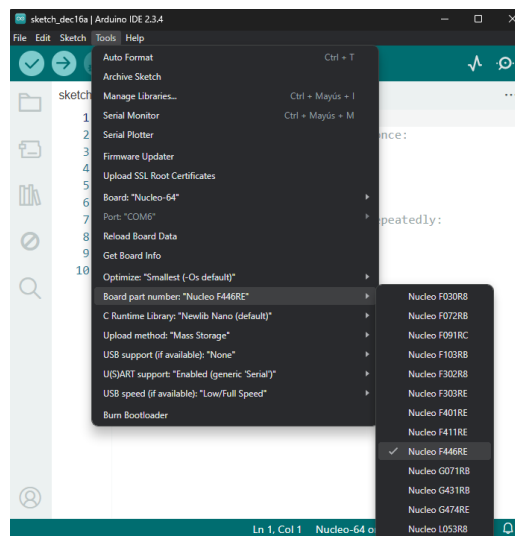 sketch_dec16a | Arduino IDE 2.3.4
File Edit Sketch Tools Help
sketch
Auto Format Ctrl + T
Archive Sketch
Manage Libraries... Ctrl + Mayús + I
Serial Monitor Ctrl + Mayús + M
Serial Plotter
Firmware Updater
Upload SSL Root Certificates
Board: "Nucleo-64"
Port: "COM6"
Reload Board Data
Get Board Info
Optimize: "Smallest (-Os default)"
Board part number: "Nucleo F446RE"
C Runtime Library: "Newlib Nano (default)"
Upload method: "Mass Storage"
USB support (if available): "None"
U(S)ART support: "Enabled (generic 'Serial')"
USB speed (if available): "Low/Full Speed"
Burn Bootloader
1
2 nce:
3
4
5
6
7 epeatedly:
8
9
10
Nucleo F030R8
Nucleo F072RB
Nucleo F091RC
Nucleo F103RB
Nucleo F302R8
Nucleo F303RE
Nucleo F401RE
Nucleo F411RE
Nucleo F446RE
Nucleo G071RB
Nucleo G431RB
Nucleo G474RE
Nucleo L053R8
Ln 1, Col 1 Nucleo-64 o